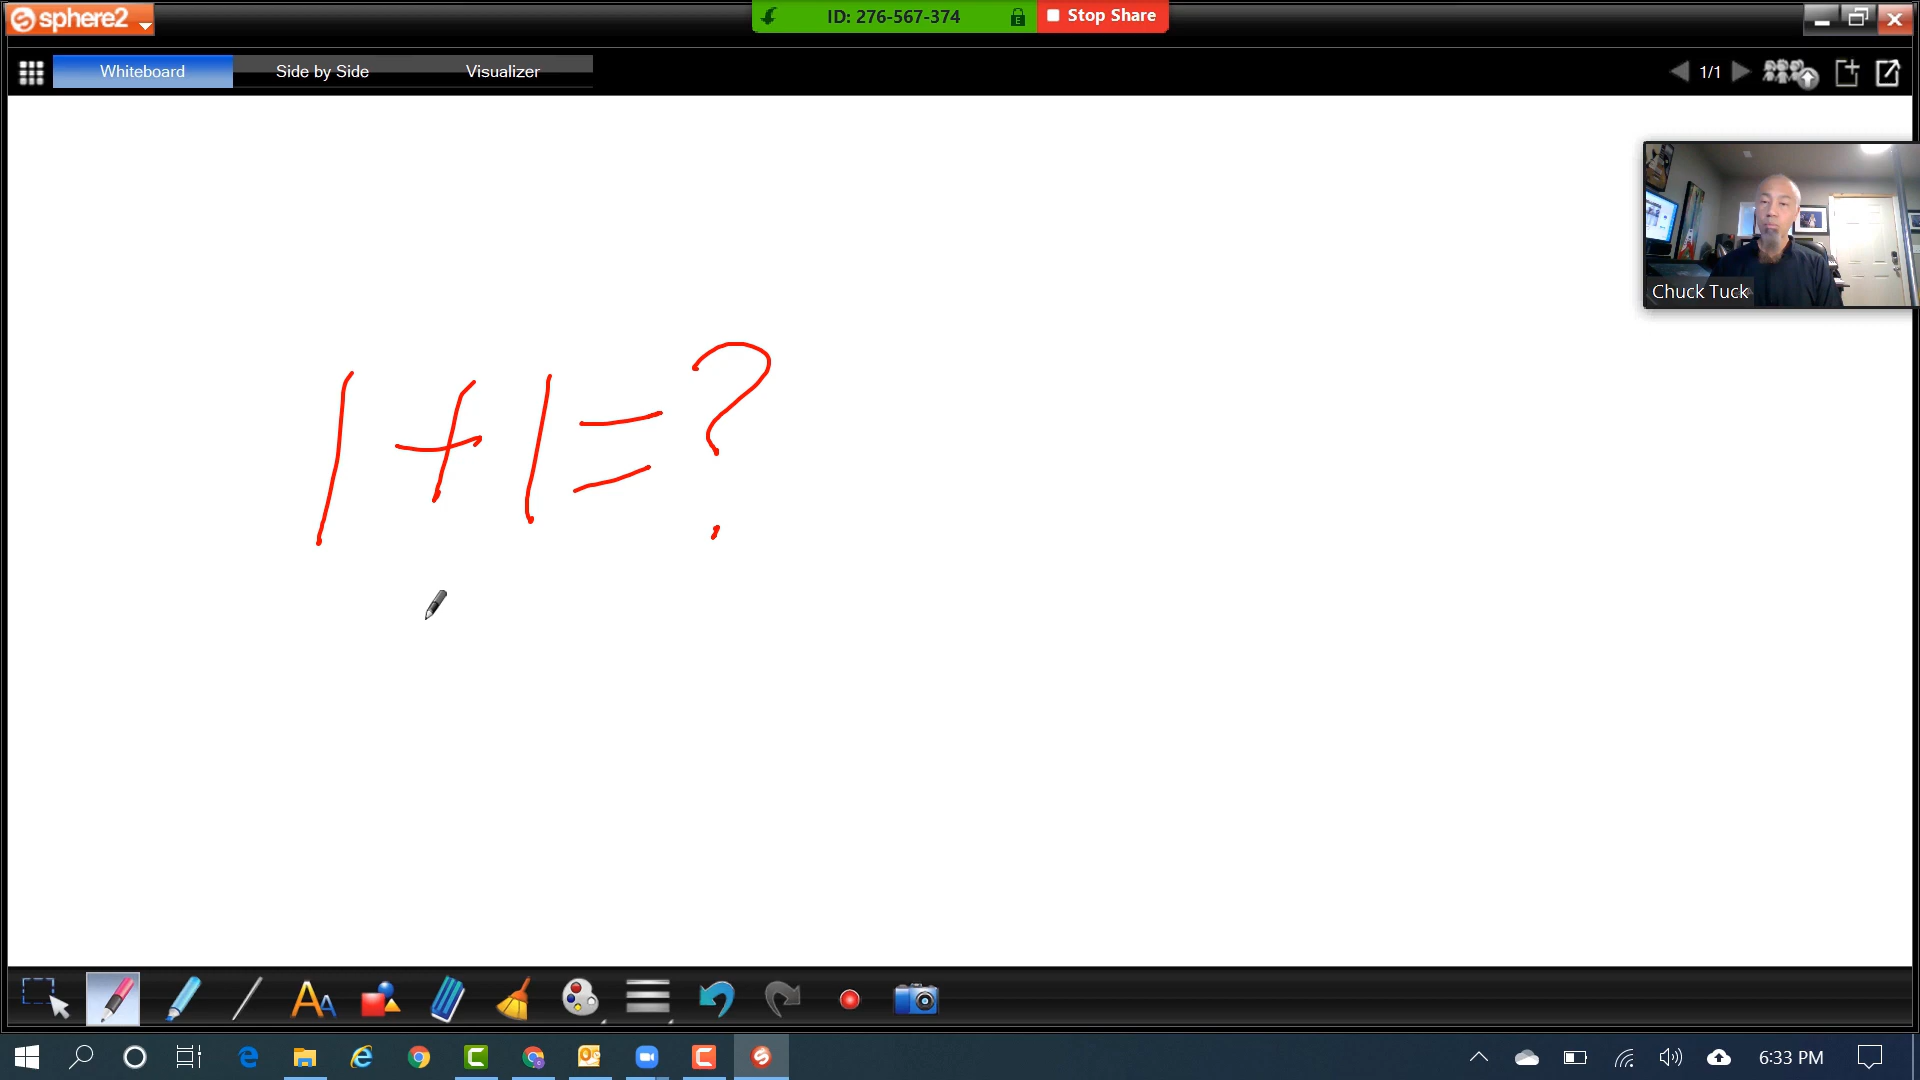 sphere2
ID: 276-567-374
Stop Share
Whiteboard
Side by Side
Visualizer
1/1
Chuck Tuck
1+1=?
6:33 PM